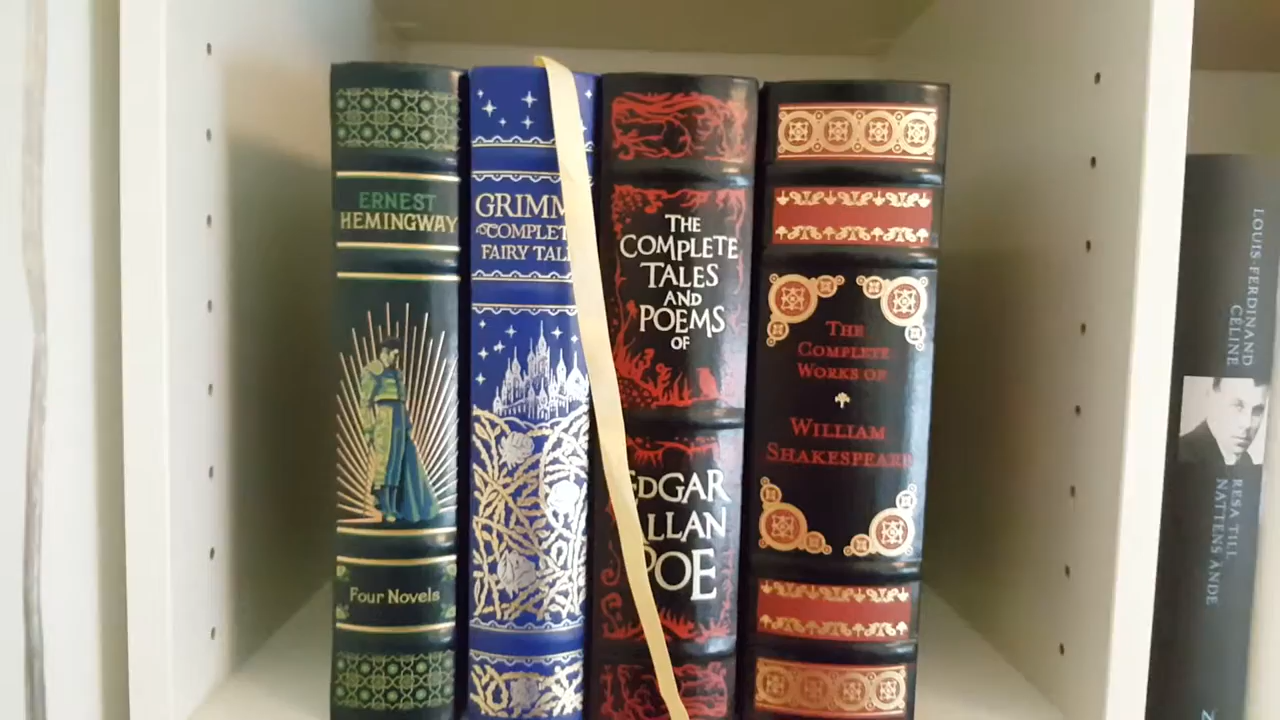 ERNEST
HEMINGWAY
Four Novels
GRIMM
COMPLET
FAIRY TAL
THE
COMPLETE
TALES
AND
POEMS
OF
EDGAR
ALLAN
POE
THE
COMPLETE
WORKS OF
WILLIAM
SHAKESPEARE
LOUIS-FERDINAND
CÉLINE
RESA TILL
NATTENS ÄNDE